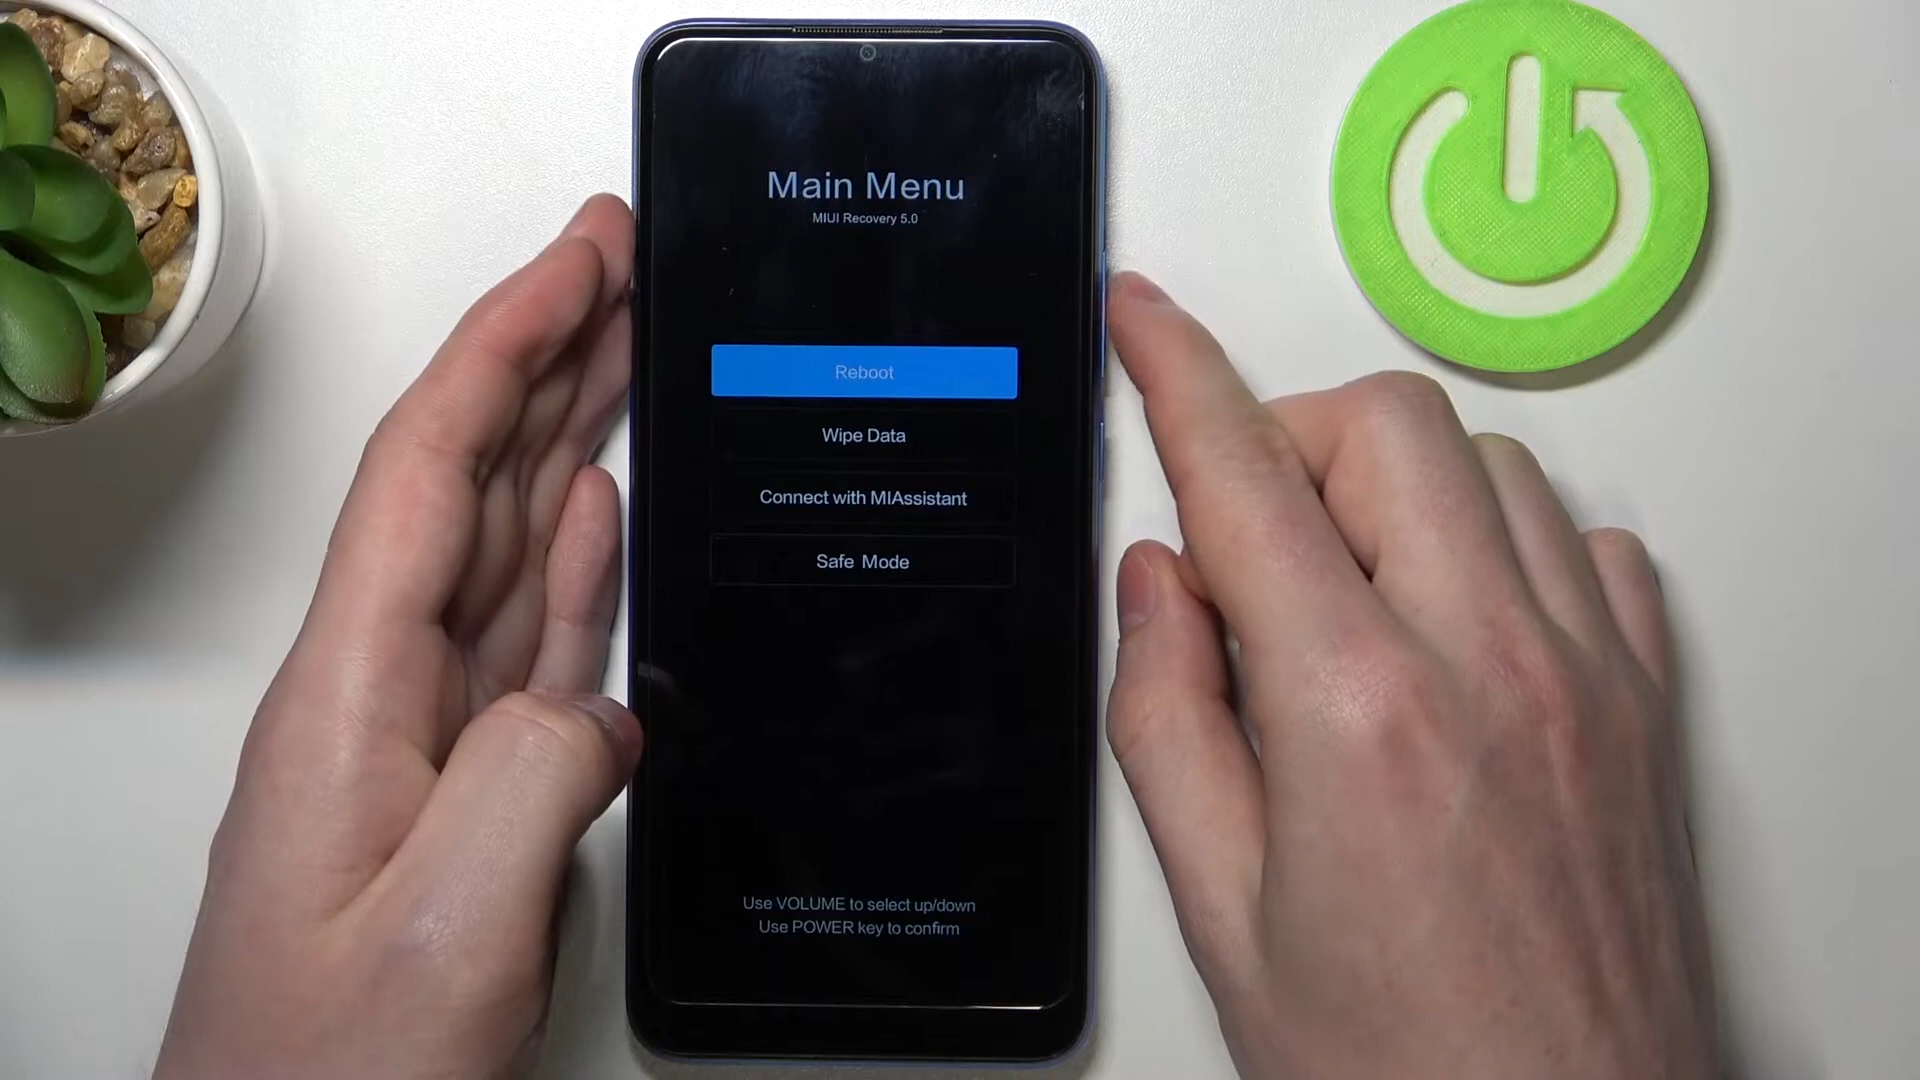 Main Menu
MIUI Recovery 5.0
Reboot
Wipe Data
Connect with MIAssistant
Safe Mode
Use VOLUME to select up/down
Use POWER key to confirm